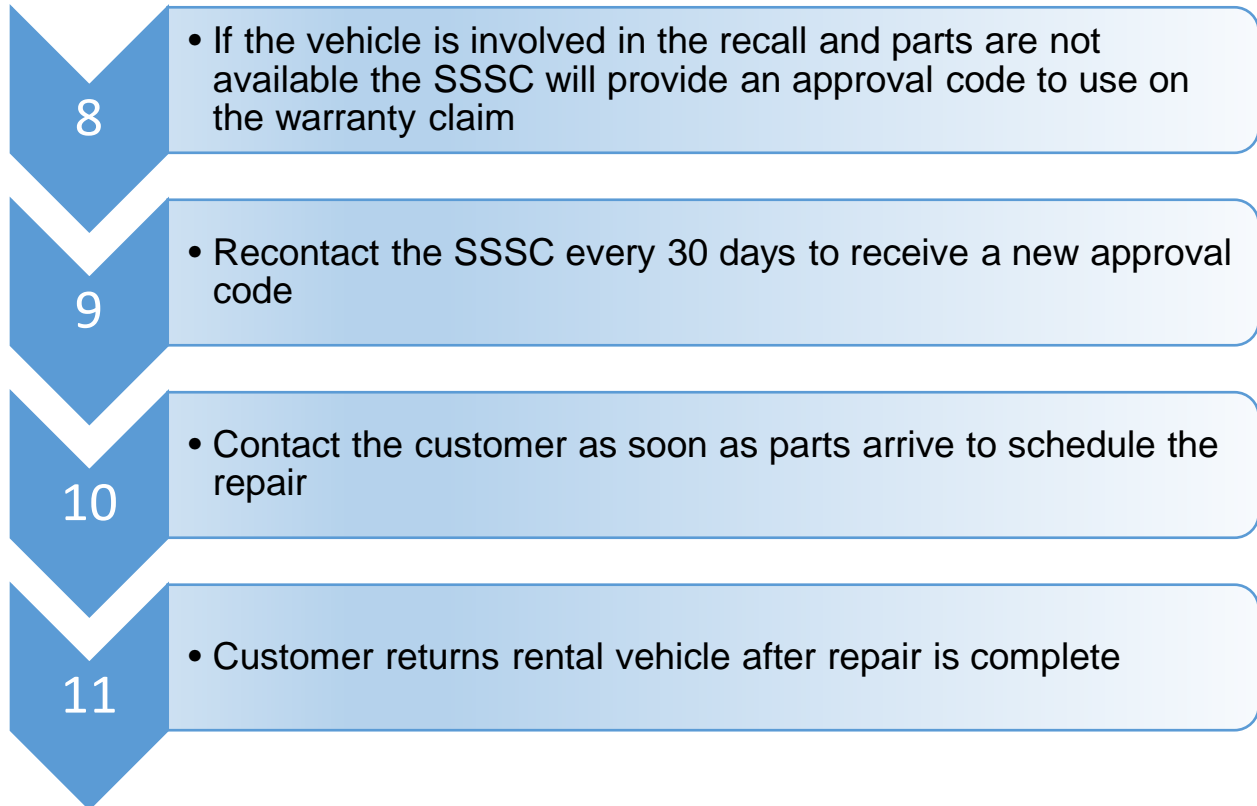 8
• If the vehicle is involved in the recall and parts are not
available the SSSC will provide an approval code to use on
the warranty claim
9
• Recontact the SSSC every 30 days to receive a new approval
code
10
• Contact the customer as soon as parts arrive to schedule the
repair
11
• Customer returns rental vehicle after repair is complete